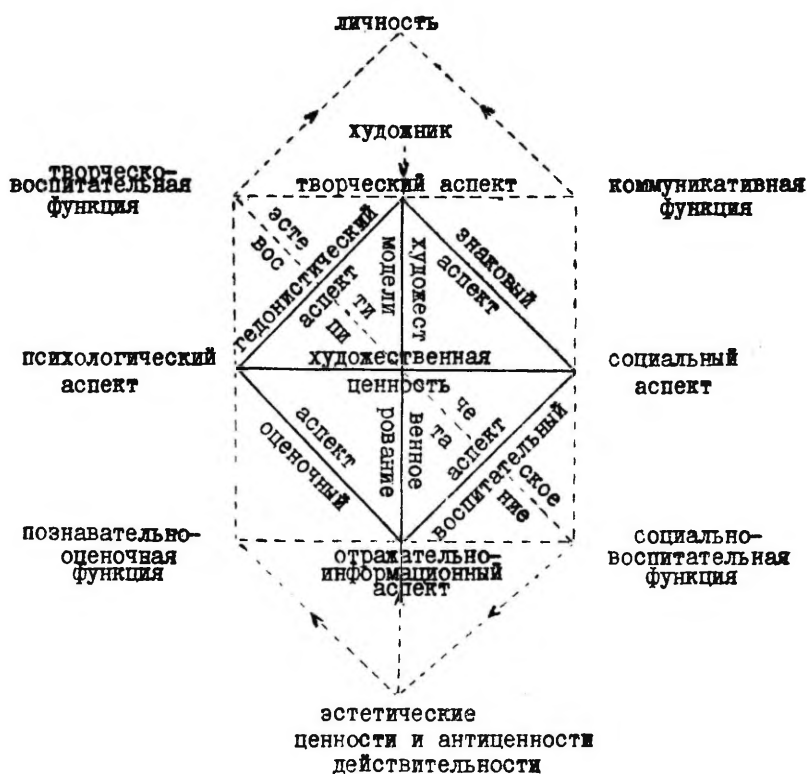 личность
художник
творческо-
воспитательная
функция
творческий аспект
коммуникативная
функция
эсте
вос
гедонистический
аспект
ти
пи
модели
художест
знаковый
аспект
психологический
аспект
художественная
ценность
социальный
аспект
аспект
оценочный
рование
венное
че
та
аспект
воспитательный
ское
ние
познавательно-
оценочная
функция
отражательно-
информационный
аспект
социально-
воспитательная
функция
эстетические
ценности и антиценности
действительности